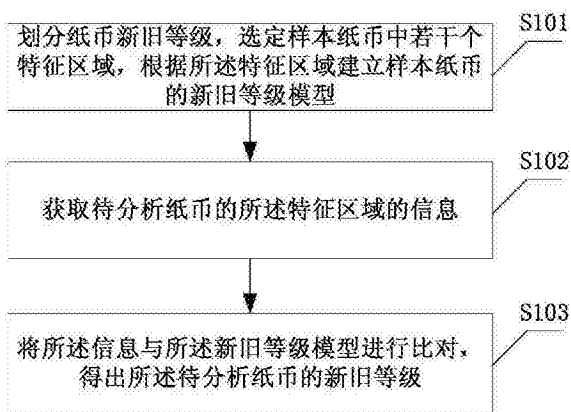 S101
划分纸币新旧等级，选定样本纸币中若干个
特征区域，根据所述特征区域建立样本纸币
的新旧等级模型
S102
获取待分析纸币的所述特征区域的信息
S103
将所述信息与所述新旧等级模型进行比对，
得出所述待分析纸币的新旧等级